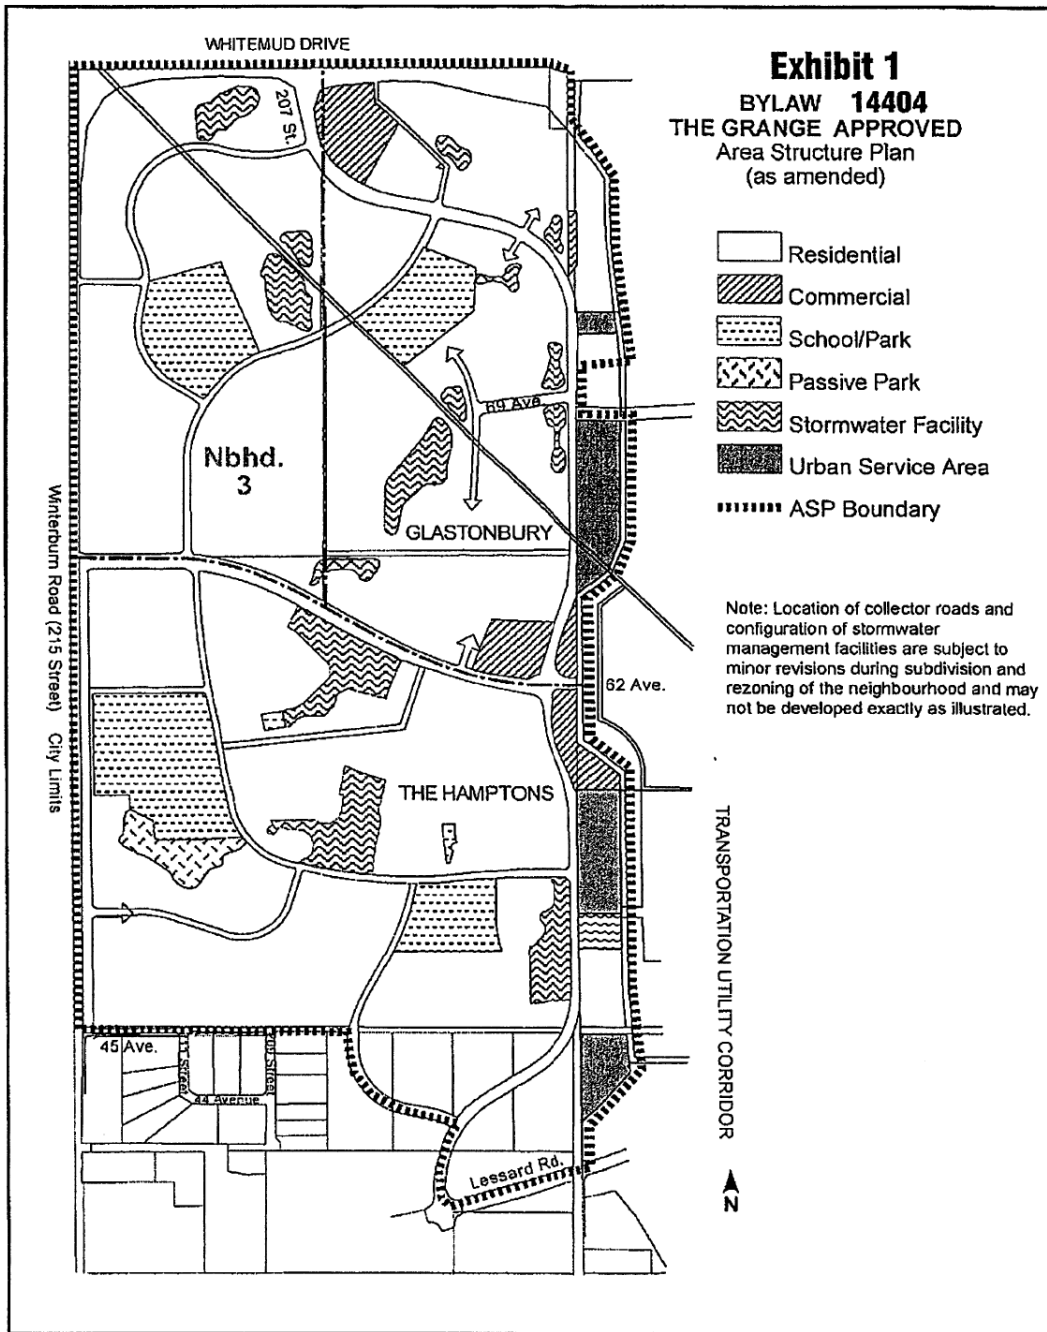 WHITEMUD DRIVE
Exhibit 1
BYLAW 14404
THE GRANGE APPROVED
Area Structure Plan
(as amended)
207 St.
Residential
Commercial
School/Park
Passive Park
Stormwater Facility
Urban Service Area
ASP Boundary
69 Ave.
Nbhd.
3
GLASTONBURY
Winterburn Road (215 Street) City Limits
Note: Location of collector roads and
configuration of stormwater
management facilities are subject to
minor revisions during subdivision and
rezoning of the neighbourhood and may
not be developed exactly as illustrated.
62 Ave.
THE HAMPTONS
TRANSPORTATION UTILITY CORRIDOR
45 Ave.
Street
Street
44 Avenue
Lessard Rd.
N